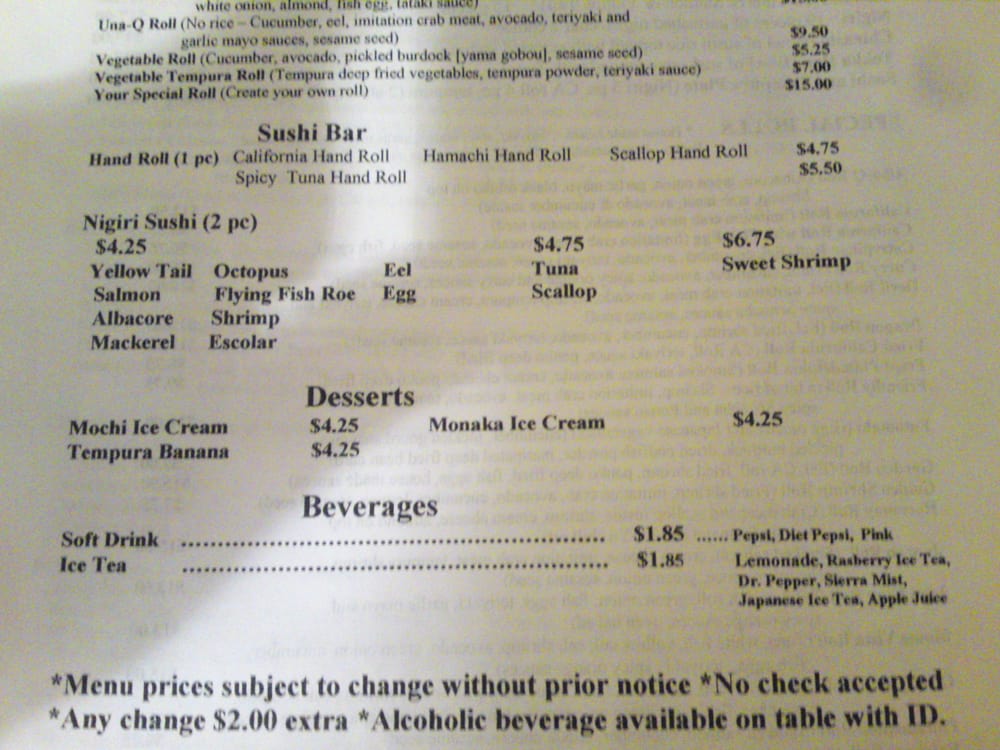 white onion, almond, fish egg, tataki sauce)
Una-Q Roll (No rice – Cucumber, eel, imitation crab meat, avocado, teriyaki and
garlic mayo sauces, sesame seed) $9.50
Vegetable Roll (Cucumber, avocado, pickled burdock [yama gobou], sesame seed) $5.25
Vegetable Tempura Roll (Tempura deep fried vegetables, tempura powder, teriyaki sauce) $7.00
Your Special Roll (Create your own roll) $15.00
Sushi Bar
Hand Roll (1 pc) California Hand Roll Hamachi Hand Roll Scallop Hand Roll $4.75
Spicy Tuna Hand Roll $5.50
Nigiri Sushi (2 pc)
$4.25 $4.75 $6.75
Yellow Tail Octopus Eel Tuna Sweet Shrimp
Salmon Flying Fish Roe Egg Scallop
Albacore Shrimp
Mackerel Escolar
Desserts
Mochi Ice Cream $4.25 Monaka Ice Cream $4.25
Tempura Banana $4.25
Beverages
Soft Drink ........................................................ $1.85 ...... Pepsi, Diet Pepsi, Pink
Ice Tea ........................................................ $1.85 Lemonade, Rasberry Ice Tea,
Dr. Pepper, Sierra Mist,
Japanese Ice Tea, Apple Juice
*Menu prices subject to change without prior notice *No check accepted
*Any change $2.00 extra *Alcoholic beverage available on table with ID.